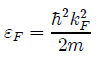 ε_F = ħ²k_F² / 2m